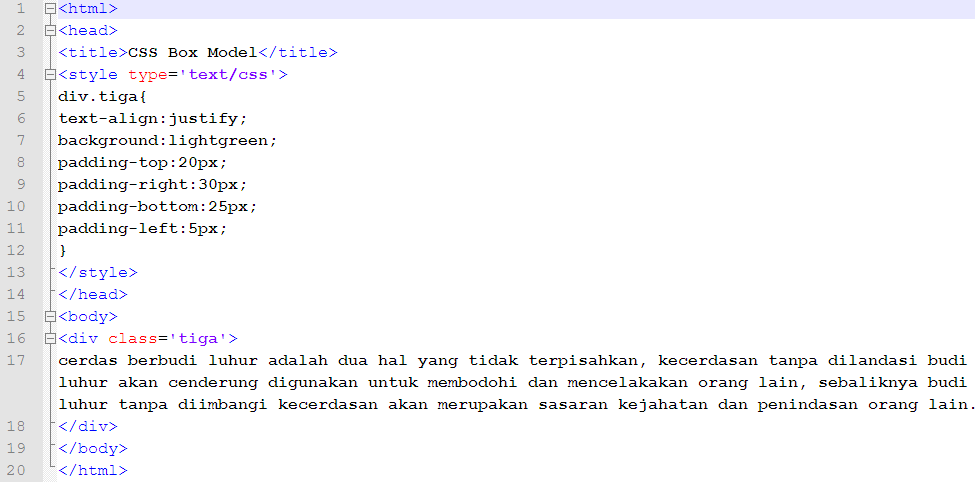 1 <html>
2 <head>
3 <title>CSS Box Model</title>
4 <style type='text/css'>
5 div.tiga{
6 text-align:justify;
7 background:lightgreen;
8 padding-top:20px;
9 padding-right:30px;
10 padding-bottom:25px;
11 padding-left:5px;
12 }
13 </style>
14 </head>
15 <body>
16 <div class='tiga'>
17 cerdas berbudi luhur adalah dua hal yang tidak terpisahkan, kecerdasan tanpa dilandasi budi
luhur akan cenderung digunakan untuk membodohi dan mencelakakan orang lain, sebaliknya budi
luhur tanpa diimbangi kecerdasan akan merupakan sasaran kejahatan dan penindasan orang lain.
18 </div>
19 </body>
20 </html>